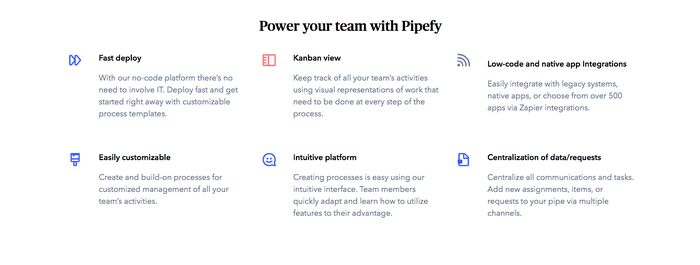 Power your team with Pipefy
Fast deploy
With our no-code platform there's no
need to involve IT. Deploy fast and get
started right away with customizable
process templates.
Kanban view
Keep track of all your team's activities
using visual representations of work that
need to be done at every step of the
process.
Low-code and native app Integrations
Easily integrate with legacy systems,
native apps, or choose from over 500
apps via Zapier integrations.
Easily customizable
Create and build-on processes for
customized management of all your
team's activities.
Intuitive platform
Creating processes is easy using our
intuitive interface. Team members
quickly adapt and learn how to utilize
features to their advantage.
Centralization of data/requests
Centralize all communications and tasks.
Add new assignments, items, or
requests to your pipe via multiple
channels.